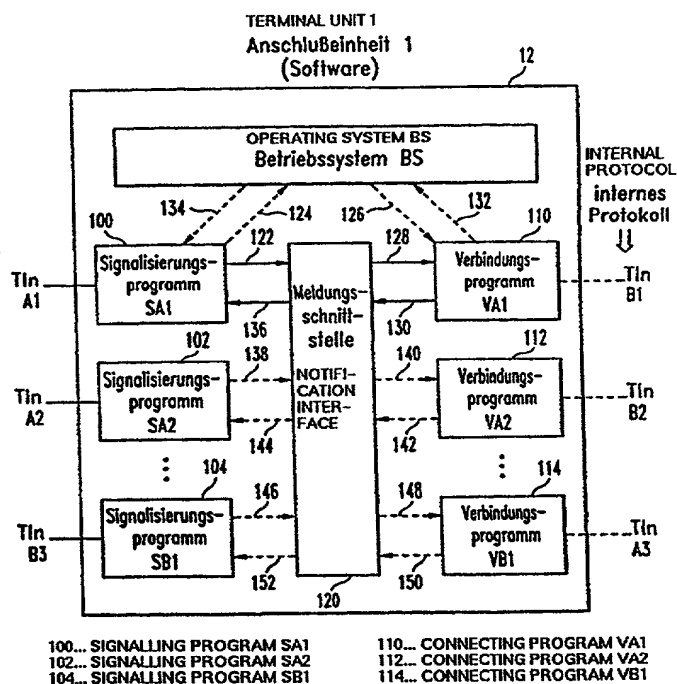 TERMINAL UNIT 1
Anschlußeinheit 1
(Software)
12
OPERATING SYSTEM BS
Betriebssystem BS
INTERNAL
PROTOCOL
internes
Protokoll
134
124
126
132
100
110
Signalisierungs-
programm
SA1
122
128
Verbindungs-
programm
VA1
Tln
A1
Tln
B1
136
130
Meldungs-
schnitt-
stelle
102
112
Signalisierungs-
programm
SA2
138
140
Verbindungs-
programm
VA2
NOTIFI-
CATION
INTER-
FACE
Tln
A2
Tln
B2
144
142
104
114
Signalisierungs-
programm
SB1
146
148
Verbindungs-
programm
VB1
Tln
B3
Tln
A3
152
150
120
100... SIGNALLING PROGRAM SA1
102... SIGNALLING PROGRAM SA2
104... SIGNALLING PROGRAM SB1
110... CONNECTING PROGRAM VA1
112... CONNECTING PROGRAM VA2
114... CONNECTING PROGRAM VB1